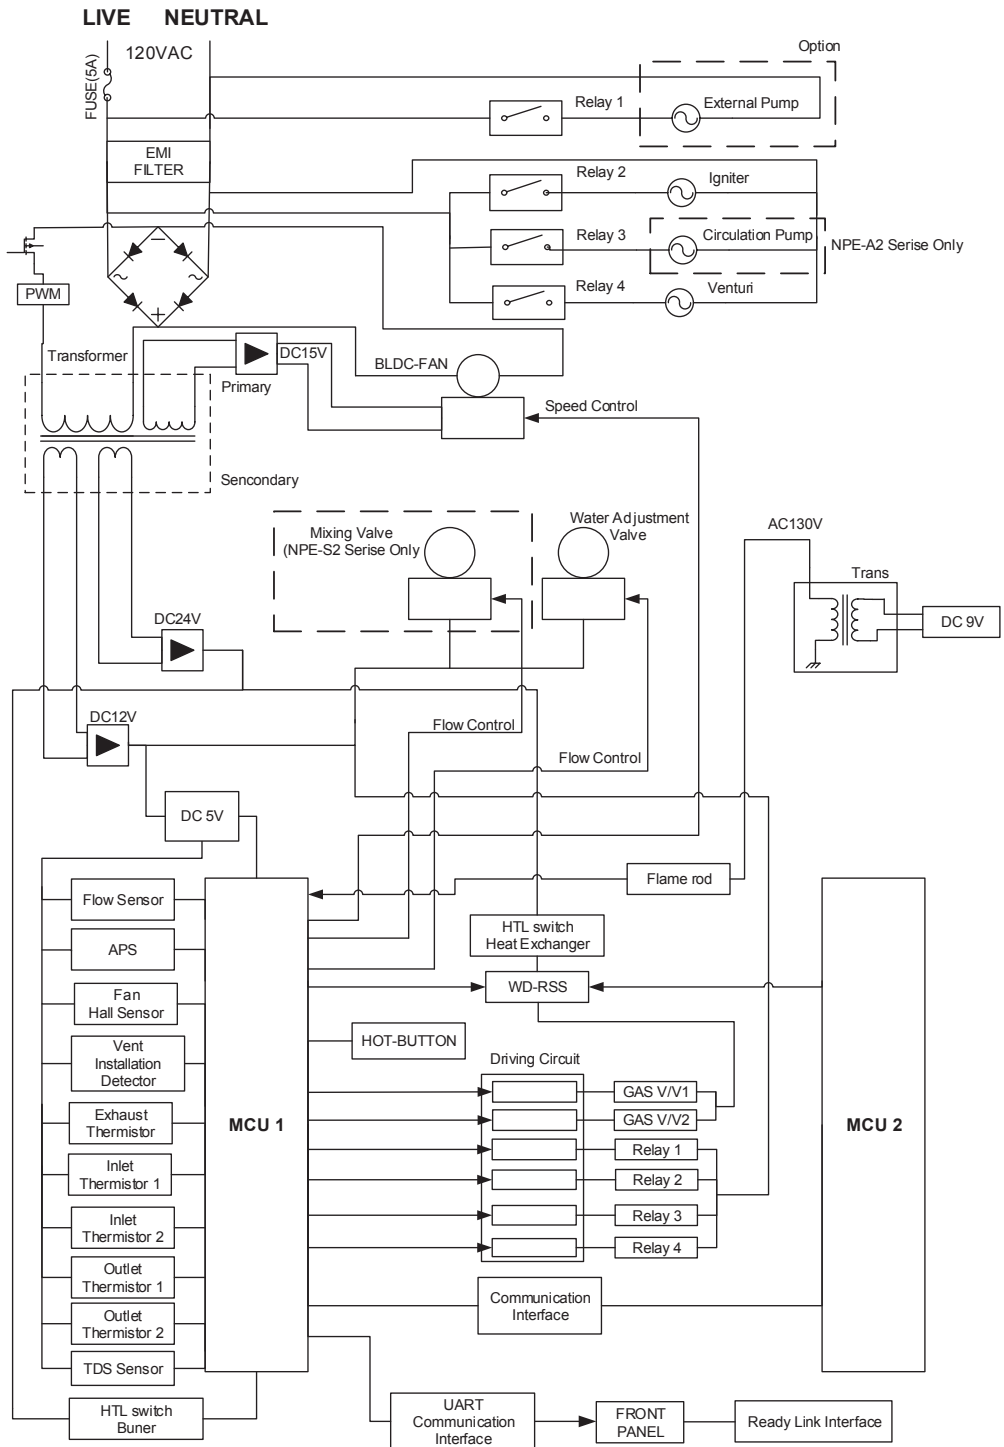 LIVE NEUTRAL
120VAC
FUSE(5A)
Option
Relay 1
External Pump
EMI
FILTER
Relay 2
Igniter
Relay 3
Circulation Pump
NPE-A2 Serise Only
PWM
Relay 4
Venturi
Transformer
DC15V
BLDC-FAN
Primary
Speed Control
Sencondary
Mixing Valve
(NPE-S2 Serise Only
Water Adjustment
Valve
AC130V
Trans
DC 9V
DC24V
DC12V
Flow Control
Flow Control
DC 5V
Flow Sensor
APS
Fan
Hall Sensor
Vent
Installation
Detector
Exhaust
Thermistor
Inlet
Thermistor 1
Inlet
Thermistor 2
Outlet
Thermistor 1
Outlet
Thermistor 2
TDS Sensor
HTL switch
Buner
MCU 1
Flame rod
HTL switch
Heat Exchanger
WD-RSS
HOT-BUTTON
Driving Circuit
GAS V/V1
GAS V/V2
Relay 1
Relay 2
Relay 3
Relay 4
MCU 2
Communication
Interface
UART
Communication
Interface
FRONT
PANEL
Ready Link Interface